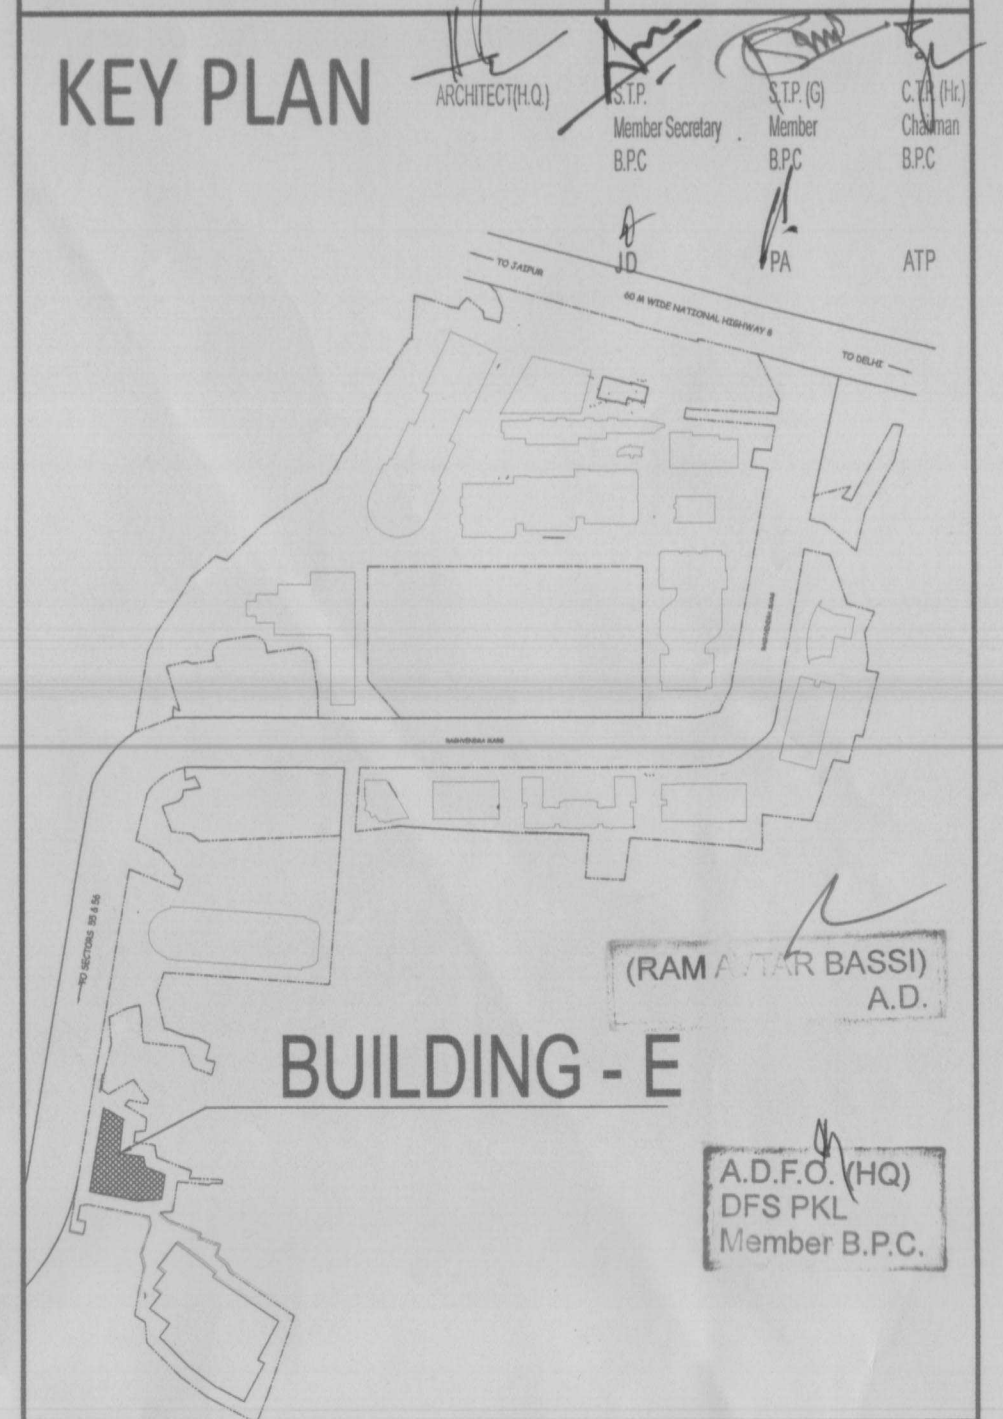 KEY PLAN
ARCHITECT(H.Q.)
S.T.P.
Member Secretary
B.P.C
S.T.P. (G)
Member
B.P.C
C.T.P. (Hr.)
Chairman
B.P.C
JD
PA
ATP
TO JAIPUR
60 M WIDE NATIONAL HIGHWAY 8
TO DELHI
TO SECTORS 55 & 56
(RAM AVTAR BASSI)
A.D.
BUILDING - E
A.D.F.O. (HQ)
DFS PKL
Member B.P.C.